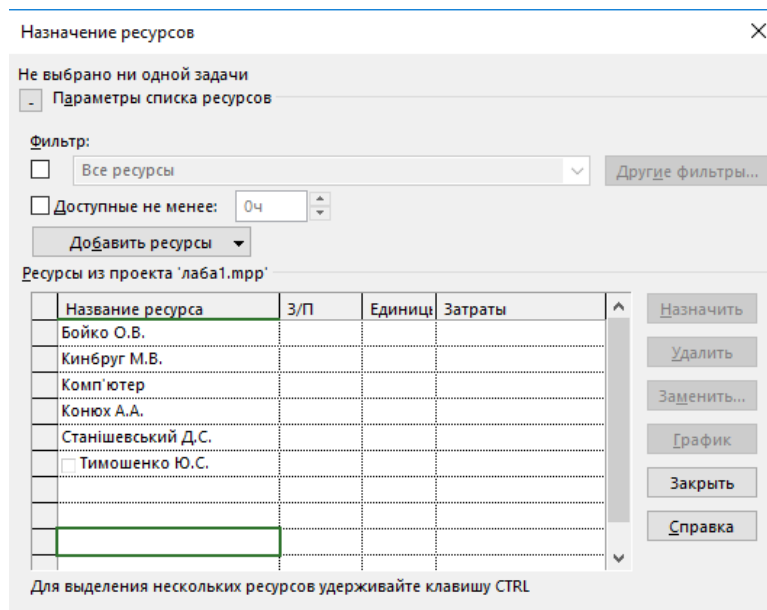 Назначение ресурсов
Не выбрано ни одной задачи
- Параметры списка ресурсов
Фильтр:
Все ресурсы
Другие фильтры...
Доступные не менее: 0ч
Добавить ресурсы
Ресурсы из проекта 'лаба1.mpp'
Название ресурса З/П Единицы Затраты
Бойко О.В.
Кинбруг М.В.
Комп'ютер
Конюх А.А.
Станішевський Д.С.
Тимошенко Ю.С.
Назначить
Удалить
Заменить...
График
Закрыть
Справка
Для выделения нескольких ресурсов удерживайте клавишу CTRL